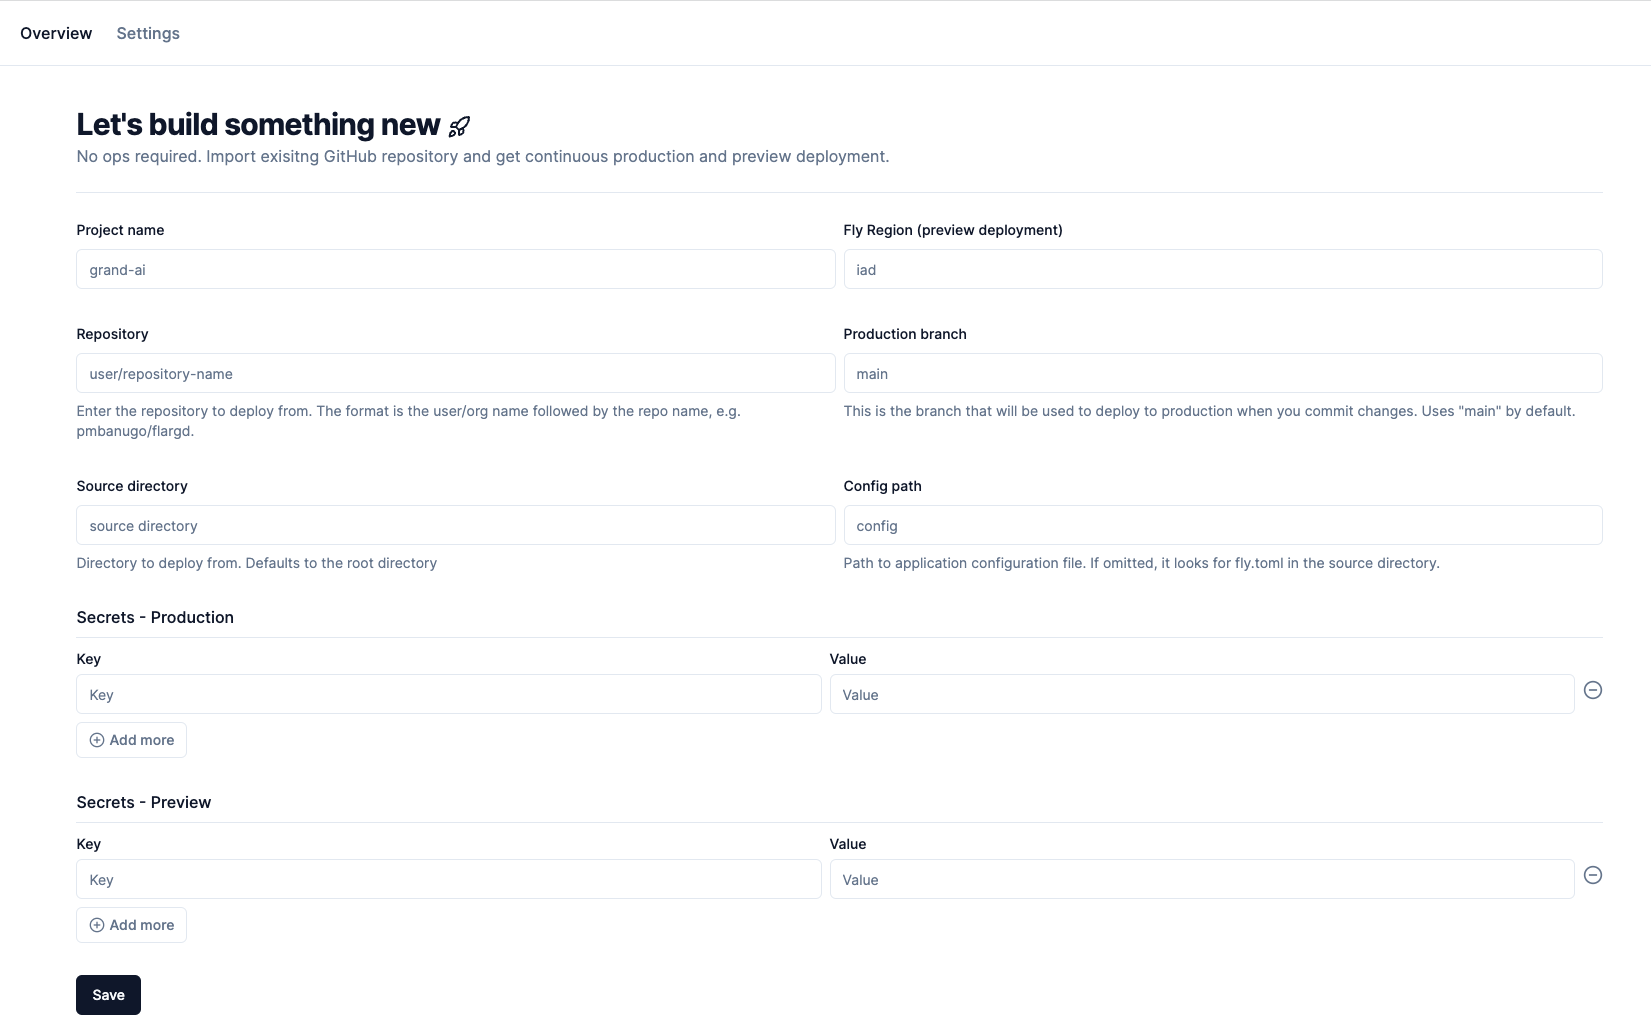 Overview Settings
Let's build something new
No ops required. Import exisitng GitHub repository and get continuous production and preview deployment.
Project name
grand-ai
Fly Region (preview deployment)
iad
Repository
user/repository-name
Enter the repository to deploy from. The format is the user/org name followed by the repo name, e.g.
pmbanugo/flargd.
Production branch
main
This is the branch that will be used to deploy to production when you commit changes. Uses "main" by default.
Source directory
source directory
Directory to deploy from. Defaults to the root directory
Config path
config
Path to application configuration file. If omitted, it looks for fly.toml in the source directory.
Secrets - Production
Key
Key
Value
Value
Add more
Secrets - Preview
Key
Key
Value
Value
Add more
Save